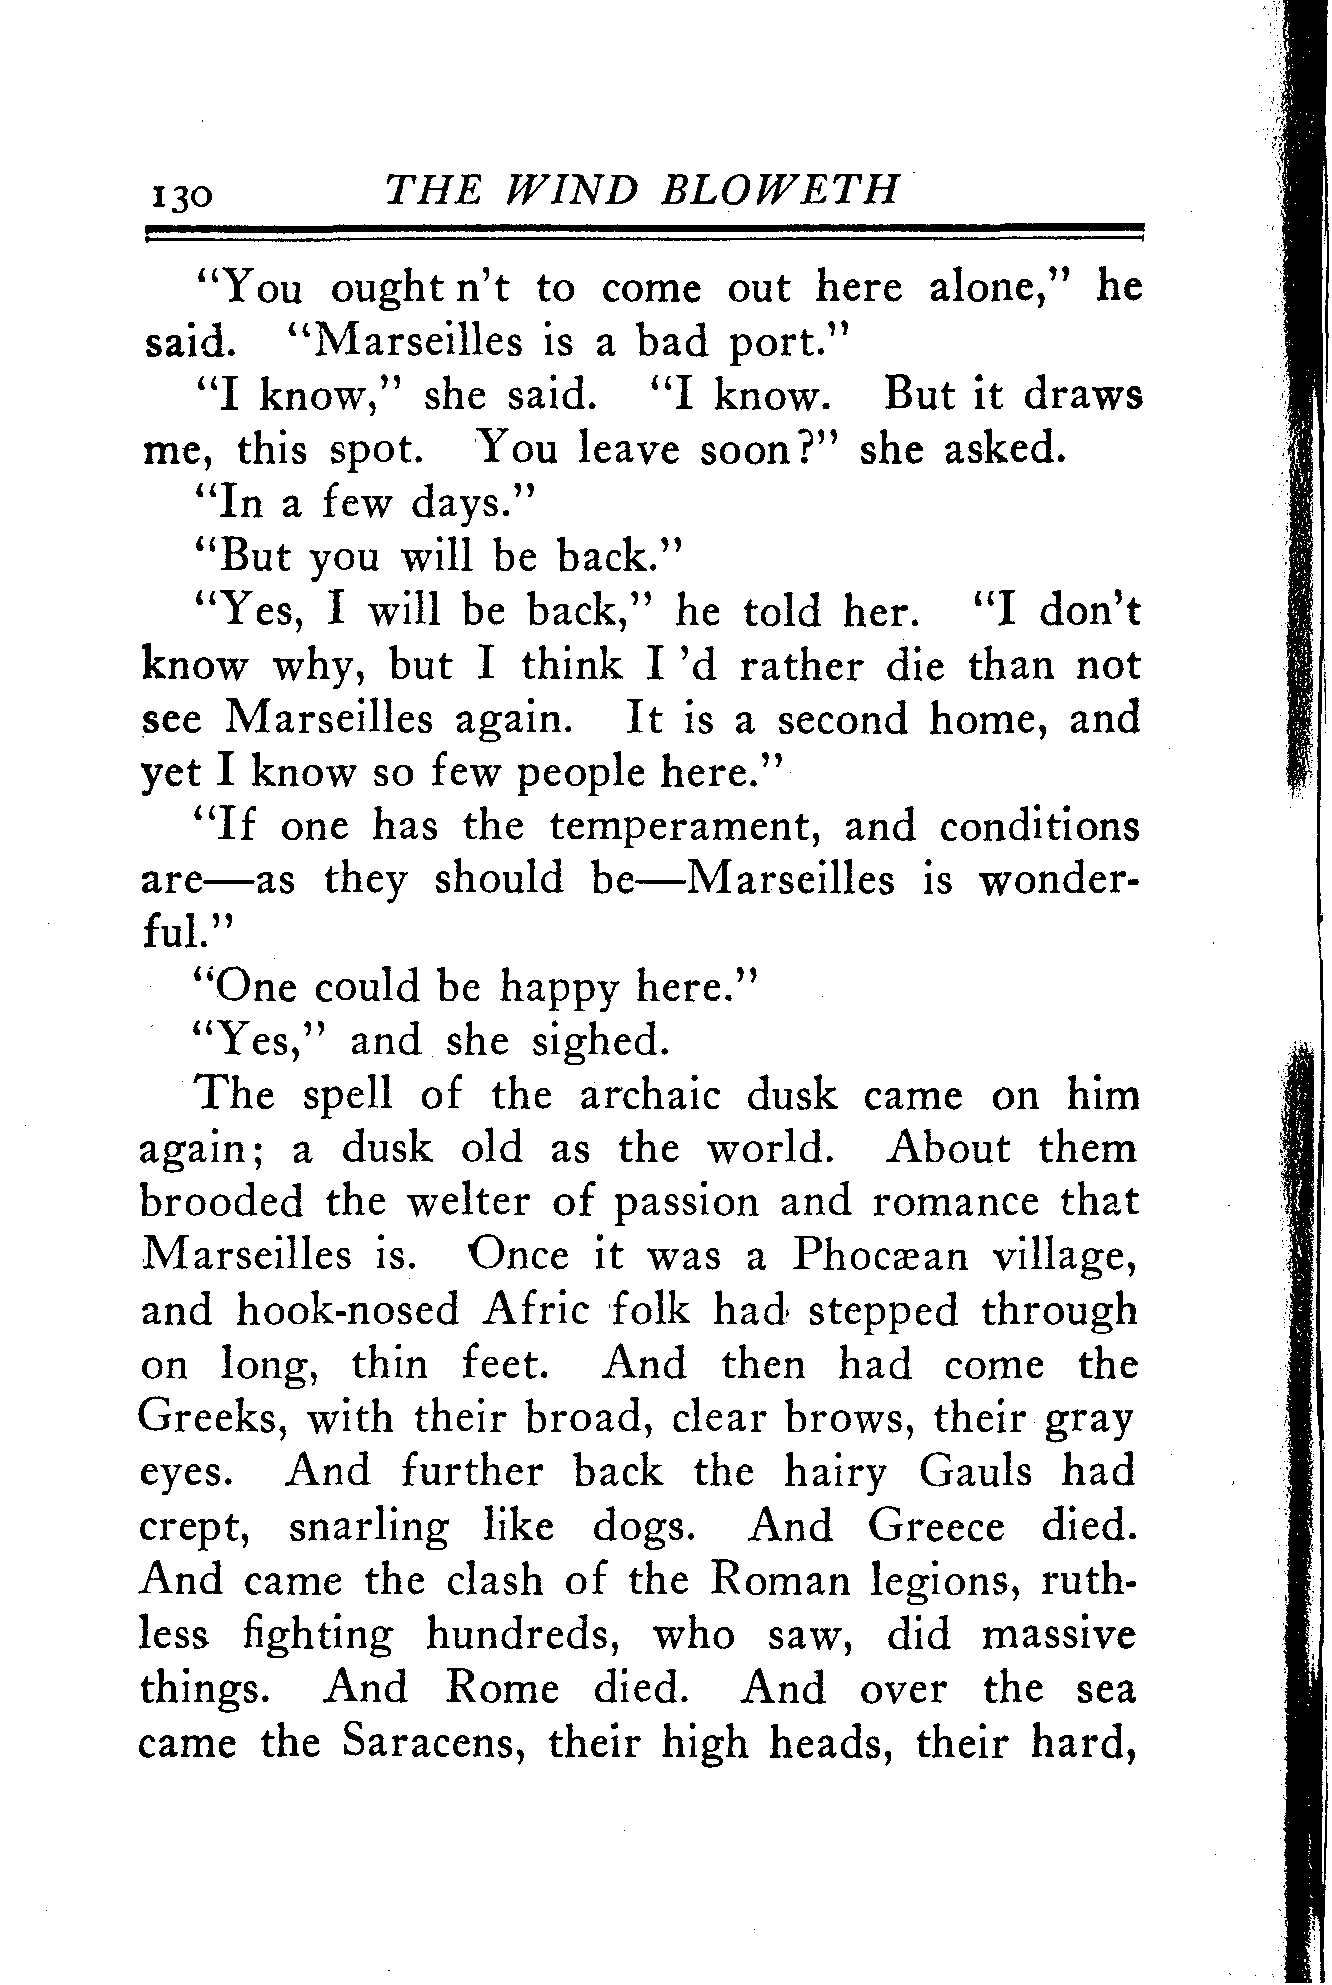 130 THE WIND BLOWETH
"You ought n't to come out here alone," he
said. "Marseilles is a bad port."
"I know," she said. "I know. But it draws
me, this spot. You leave soon?" she asked.
"In a few days."
"But you will be back."
"Yes, I will be back," he told her. "I don't
know why, but I think I 'd rather die than not
see Marseilles again. It is a second home, and
yet I know so few people here."
"If one has the temperament, and conditions
are—as they should be—Marseilles is wonder-
ful."
"One could be happy here."
"Yes," and she sighed.
The spell of the archaic dusk came on him
again; a dusk old as the world. About them
brooded the welter of passion and romance that
Marseilles is. Once it was a Phocæan village,
and hook-nosed Afric folk had stepped through
on long, thin feet. And then had come the
Greeks, with their broad, clear brows, their gray
eyes. And further back the hairy Gauls had
crept, snarling like dogs. And Greece died.
And came the clash of the Roman legions, ruth-
less fighting hundreds, who saw, did massive
things. And Rome died. And over the sea
came the Saracens, their high heads, their hard,